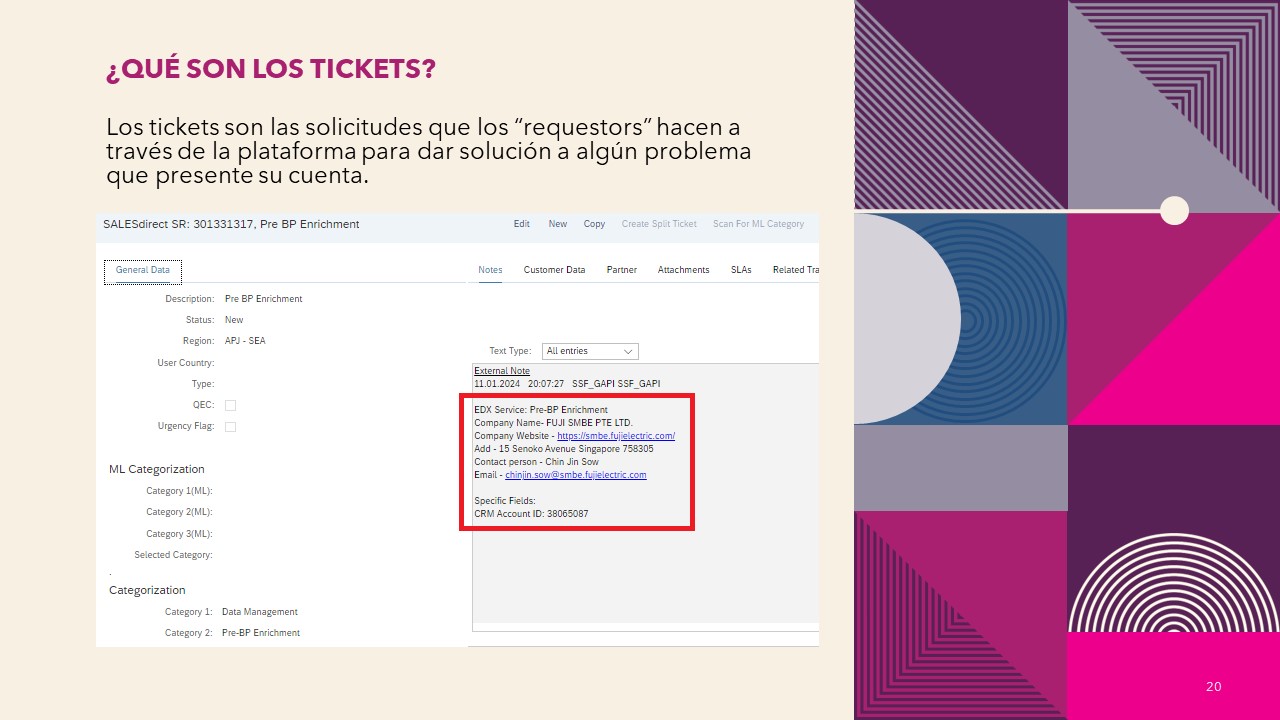 ¿QUÉ SON LOS TICKETS?
Los tickets son las solicitudes que los “requestors” hacen a
través de la plataforma para dar solución a algún problema
que presente su cuenta.
SALESdirect SR: 301331317, Pre BP Enrichment
Edit New Copy Create Split Ticket Scan For ML Category
General Data
Notes Customer Data Partner Attachments SLAs Related Tra
Description: Pre BP Enrichment
Status: New
Region: APJ - SEA
User Country:
Type:
QEC:
Urgency Flag:
ML Categorization
Category 1(ML):
Category 2(ML):
Category 3(ML):
Selected Category:
.
Categorization
Category 1: Data Management
Category 2: Pre-BP Enrichment
Text Type: All entries
External Note
11.01.2024 20:07:27 SSF_GAPI SSF_GAPI
EDX Service: Pre-BP Enrichment
Company Name- FUJI SMBE PTE LTD.
Company Website - https://smbe.fujielectric.com/
Add - 15 Senoko Avenue Singapore 758305
Contact person - Chin Jin Sow
Email - chinjin.sow@smbe.fujielectric.com
Specific Fields:
CRM Account ID: 38065087
20